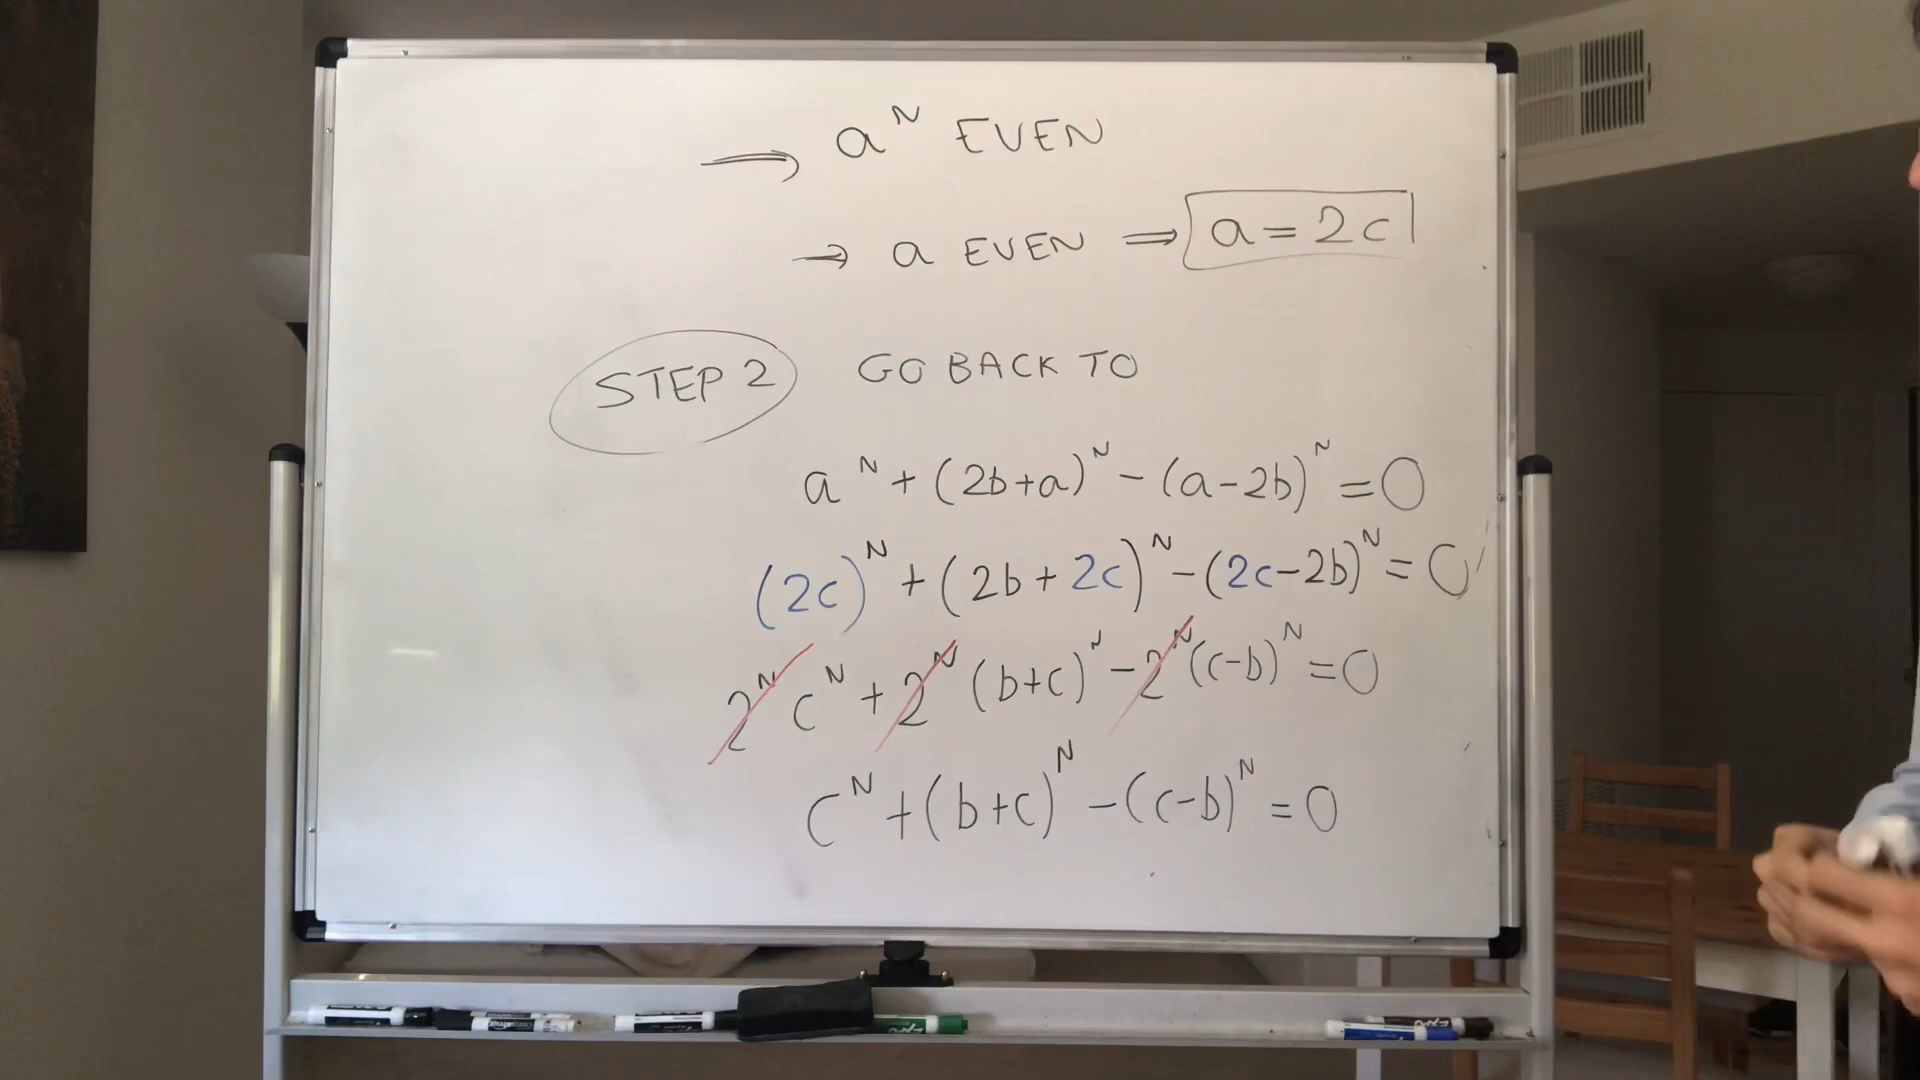 → aᴺ EVEN
→ a EVEN ⇒ a = 2c
STEP 2 GO BACK TO
aᴺ + (2b+a)ᴺ - (a-2b)ᴺ = 0
(2c)ᴺ + (2b + 2c)ᴺ - (2c-2b)ᴺ = 0
2ᴺ cᴺ + 2ᴺ (b+c)ᴺ - 2ᴺ (c-b)ᴺ = 0
cᴺ + (b+c)ᴺ - (c-b)ᴺ = 0
EXPO